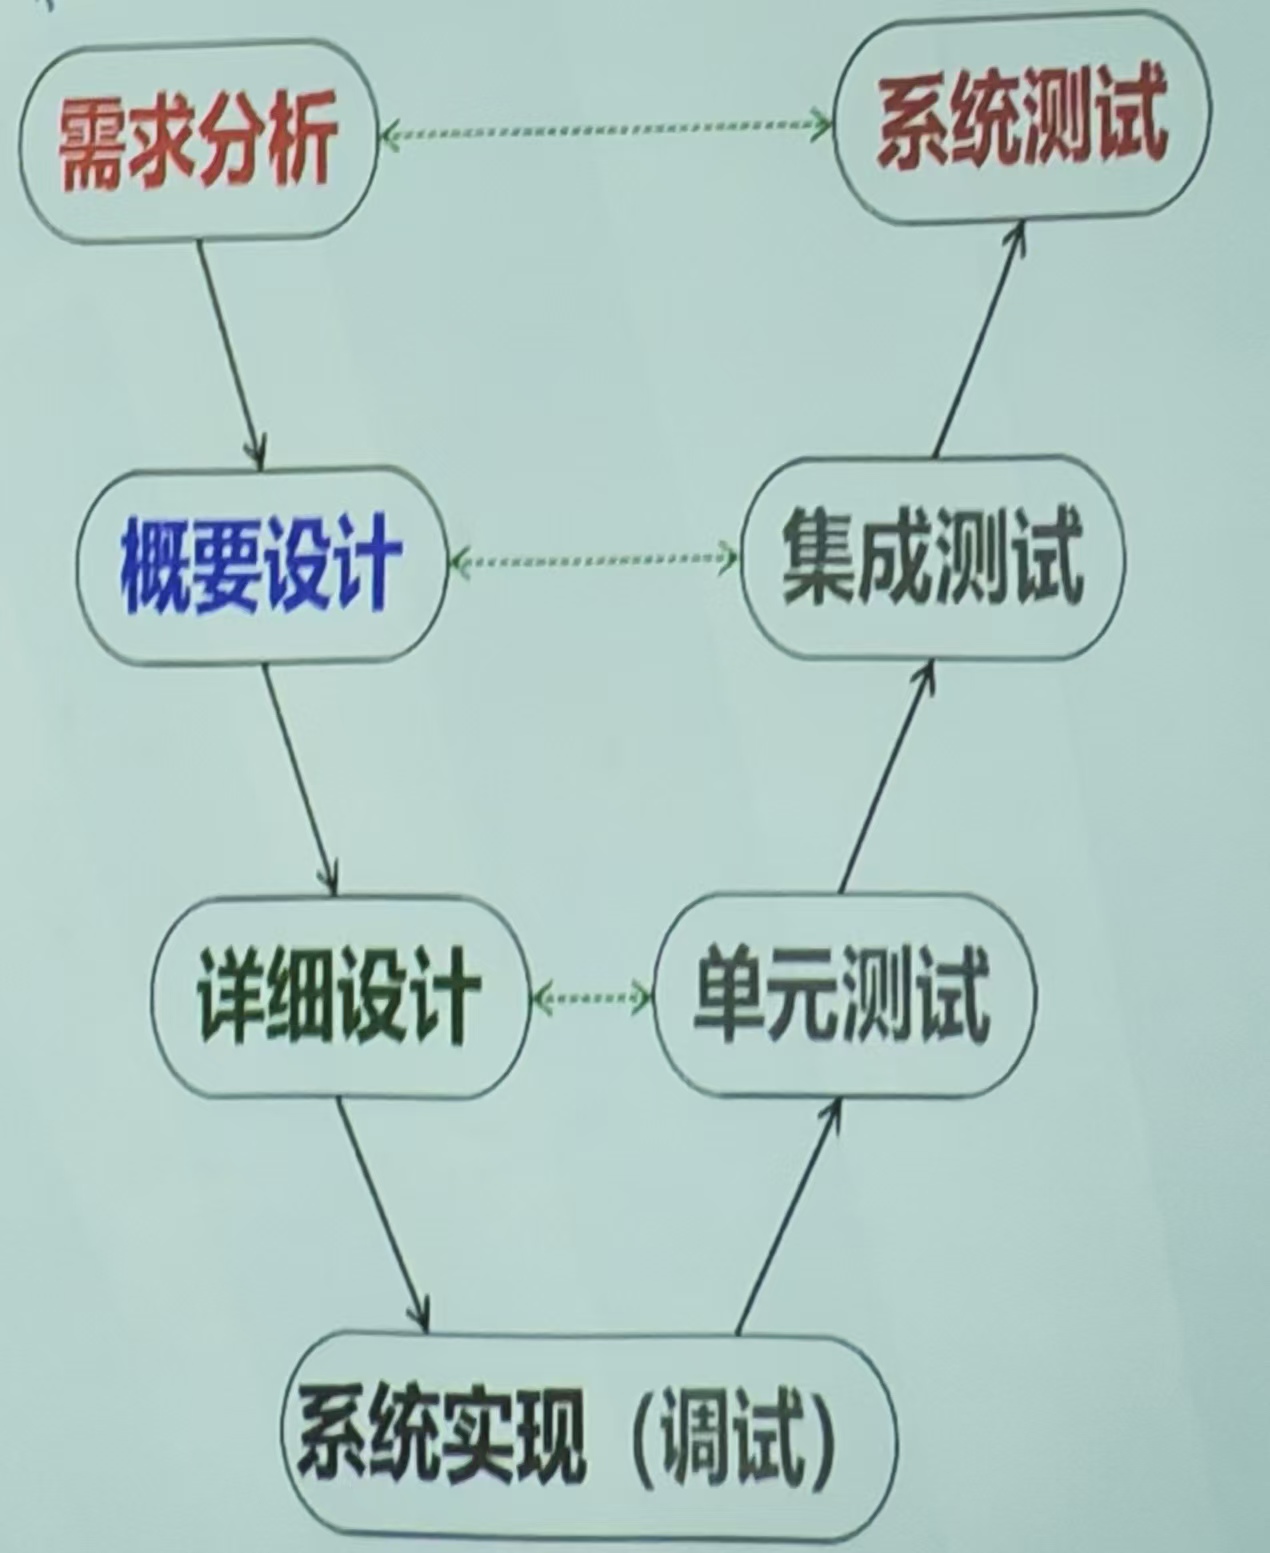 需求分析
系统测试
概要设计
集成测试
详细设计
单元测试
系统实现（调试）